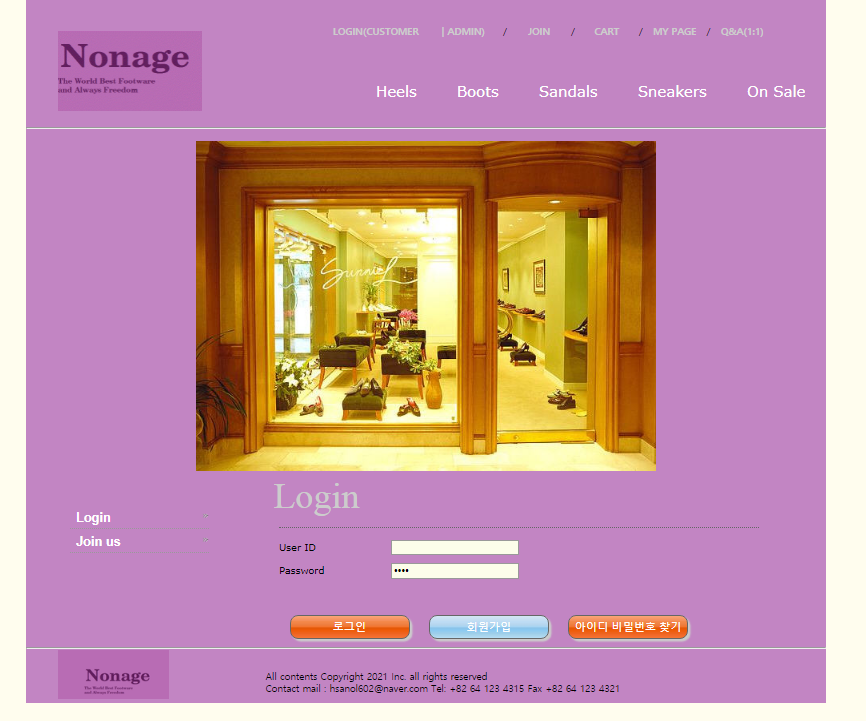 Nonage
The World Best Footware
and Always Freedom
LOGIN(CUSTOMER | ADMIN) / JOIN / CART / MY PAGE / Q&A(1:1)
Heels Boots Sandals Sneakers On Sale
SunnieL
Login
Login
Join us
User ID
Password ••••
로그인 회원가입 아이디 비밀번호 찾기
Nonage
The World Best Footware
and Always Freedom
All contents Copyright 2021 Inc. all rights reserved
Contact mail : hsanol602@naver.com Tel: +82 64 123 4315 Fax +82 64 123 4321